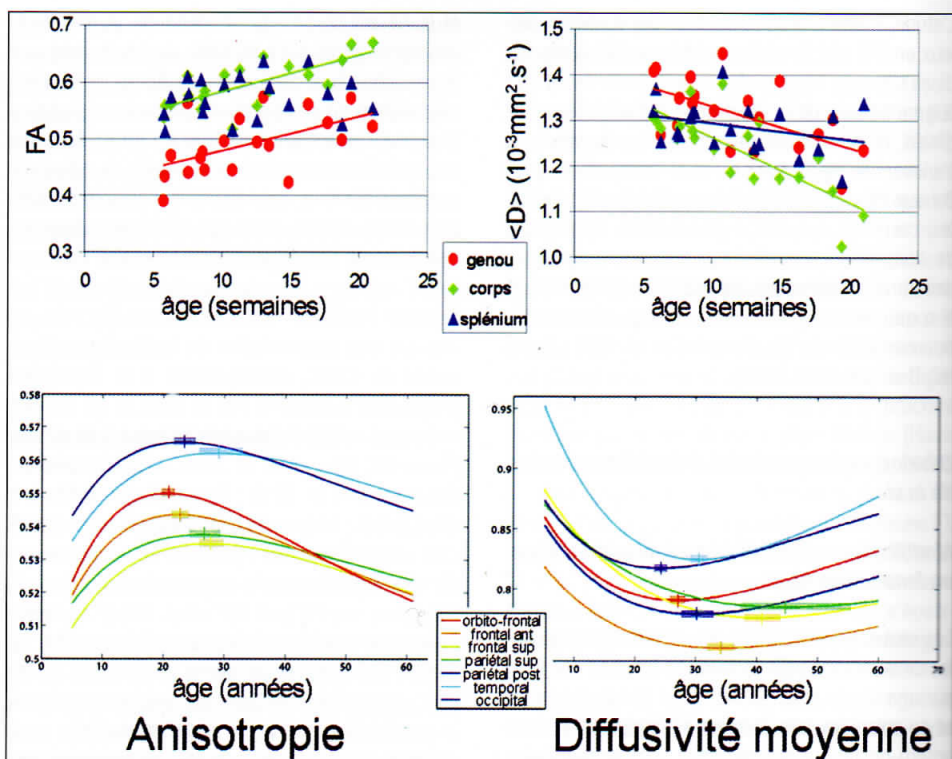 FA
0.7
0.6
0.5
0.4
0.3
0 5 10 15 20 25
âge (semaines)
<D> (10-³mm².s-¹)
1.5
1.4
1.3
1.2
1.1
1.0
0 5 10 15 20 25
âge (semaines)
genou
corps
splénium
0.58
0.57
0.56
0.55
0.54
0.53
0.52
0.51
0.5
0 10 20 30 40 50 60
âge (années)
0.95
0.9
0.85
0.8
10 20 30 40 50 60 70
âge (années)
orbito-frontal
frontal ant
frontal sup
pariétal sup
pariétal post
temporal
occipital
Anisotropie
Diffusivité moyenne